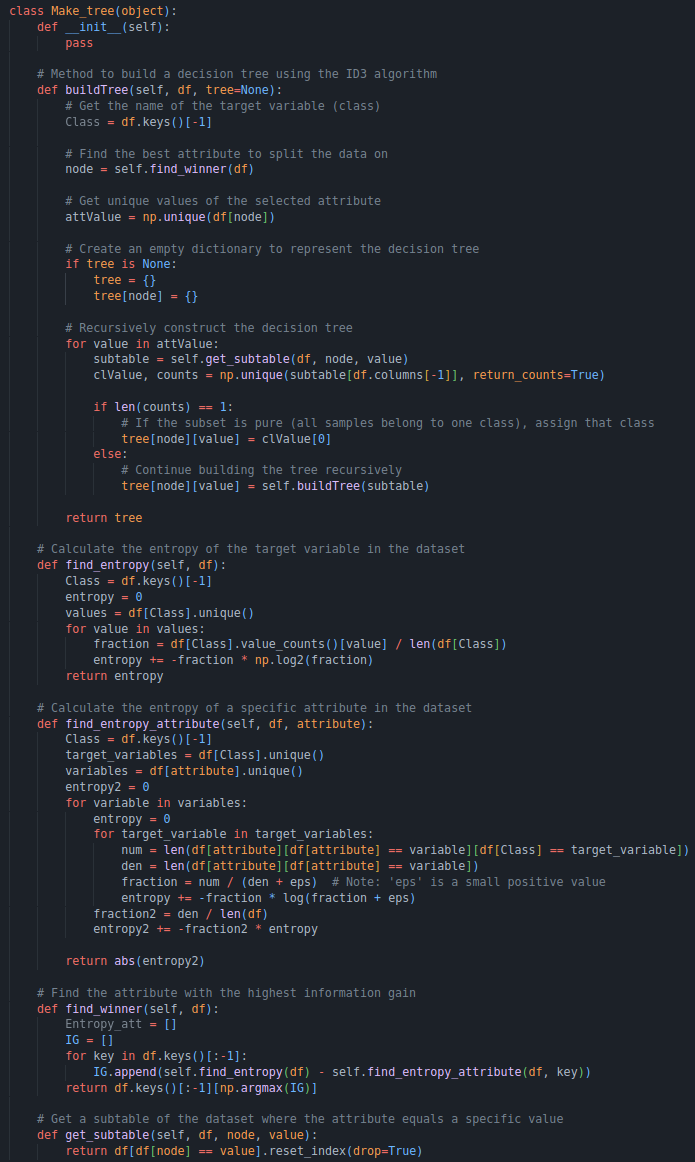 class Make_tree(object):
    def __init__(self):
        pass

    # Method to build a decision tree using the ID3 algorithm
    def buildTree(self, df, tree=None):
        # Get the name of the target variable (class)
        Class = df.keys()[-1]

        # Find the best attribute to split the data on
        node = self.find_winner(df)

        # Get unique values of the selected attribute
        attValue = np.unique(df[node])

        # Create an empty dictionary to represent the decision tree
        if tree is None:
            tree = {}
            tree[node] = {}

        # Recursively construct the decision tree
        for value in attValue:
            subtable = self.get_subtable(df, node, value)
            clValue, counts = np.unique(subtable[df.columns[-1]], return_counts=True)

            if len(counts) == 1:
                # If the subset is pure (all samples belong to one class), assign that class
                tree[node][value] = clValue[0]
            else:
                # Continue building the tree recursively
                tree[node][value] = self.buildTree(subtable)

        return tree

    # Calculate the entropy of the target variable in the dataset
    def find_entropy(self, df):
        Class = df.keys()[-1]
        entropy = 0
        values = df[Class].unique()
        for value in values:
            fraction = df[Class].value_counts()[value] / len(df[Class])
            entropy += -fraction * np.log2(fraction)
        return entropy

    # Calculate the entropy of a specific attribute in the dataset
    def find_entropy_attribute(self, df, attribute):
        Class = df.keys()[-1]
        target_variables = df[Class].unique()
        variables = df[attribute].unique()
        entropy2 = 0
        for variable in variables:
            entropy = 0
            for target_variable in target_variables:
                num = len(df[attribute][df[attribute] == variable][df[Class] == target_variable])
                den = len(df[attribute][df[attribute] == variable])
                fraction = num / (den + eps)  # Note: 'eps' is a small positive value
                entropy += -fraction * log(fraction + eps)
            fraction2 = den / len(df)
            entropy2 += -fraction2 * entropy

        return abs(entropy2)

    # Find the attribute with the highest information gain
    def find_winner(self, df):
        Entropy_att = []
        IG = []
        for key in df.keys()[:-1]:
            IG.append(self.find_entropy(df) - self.find_entropy_attribute(df, key))
        return df.keys()[:-1][np.argmax(IG)]

    # Get a subtable of the dataset where the attribute equals a specific value
    def get_subtable(self, df, node, value):
        return df[df[node] == value].reset_index(drop=True)